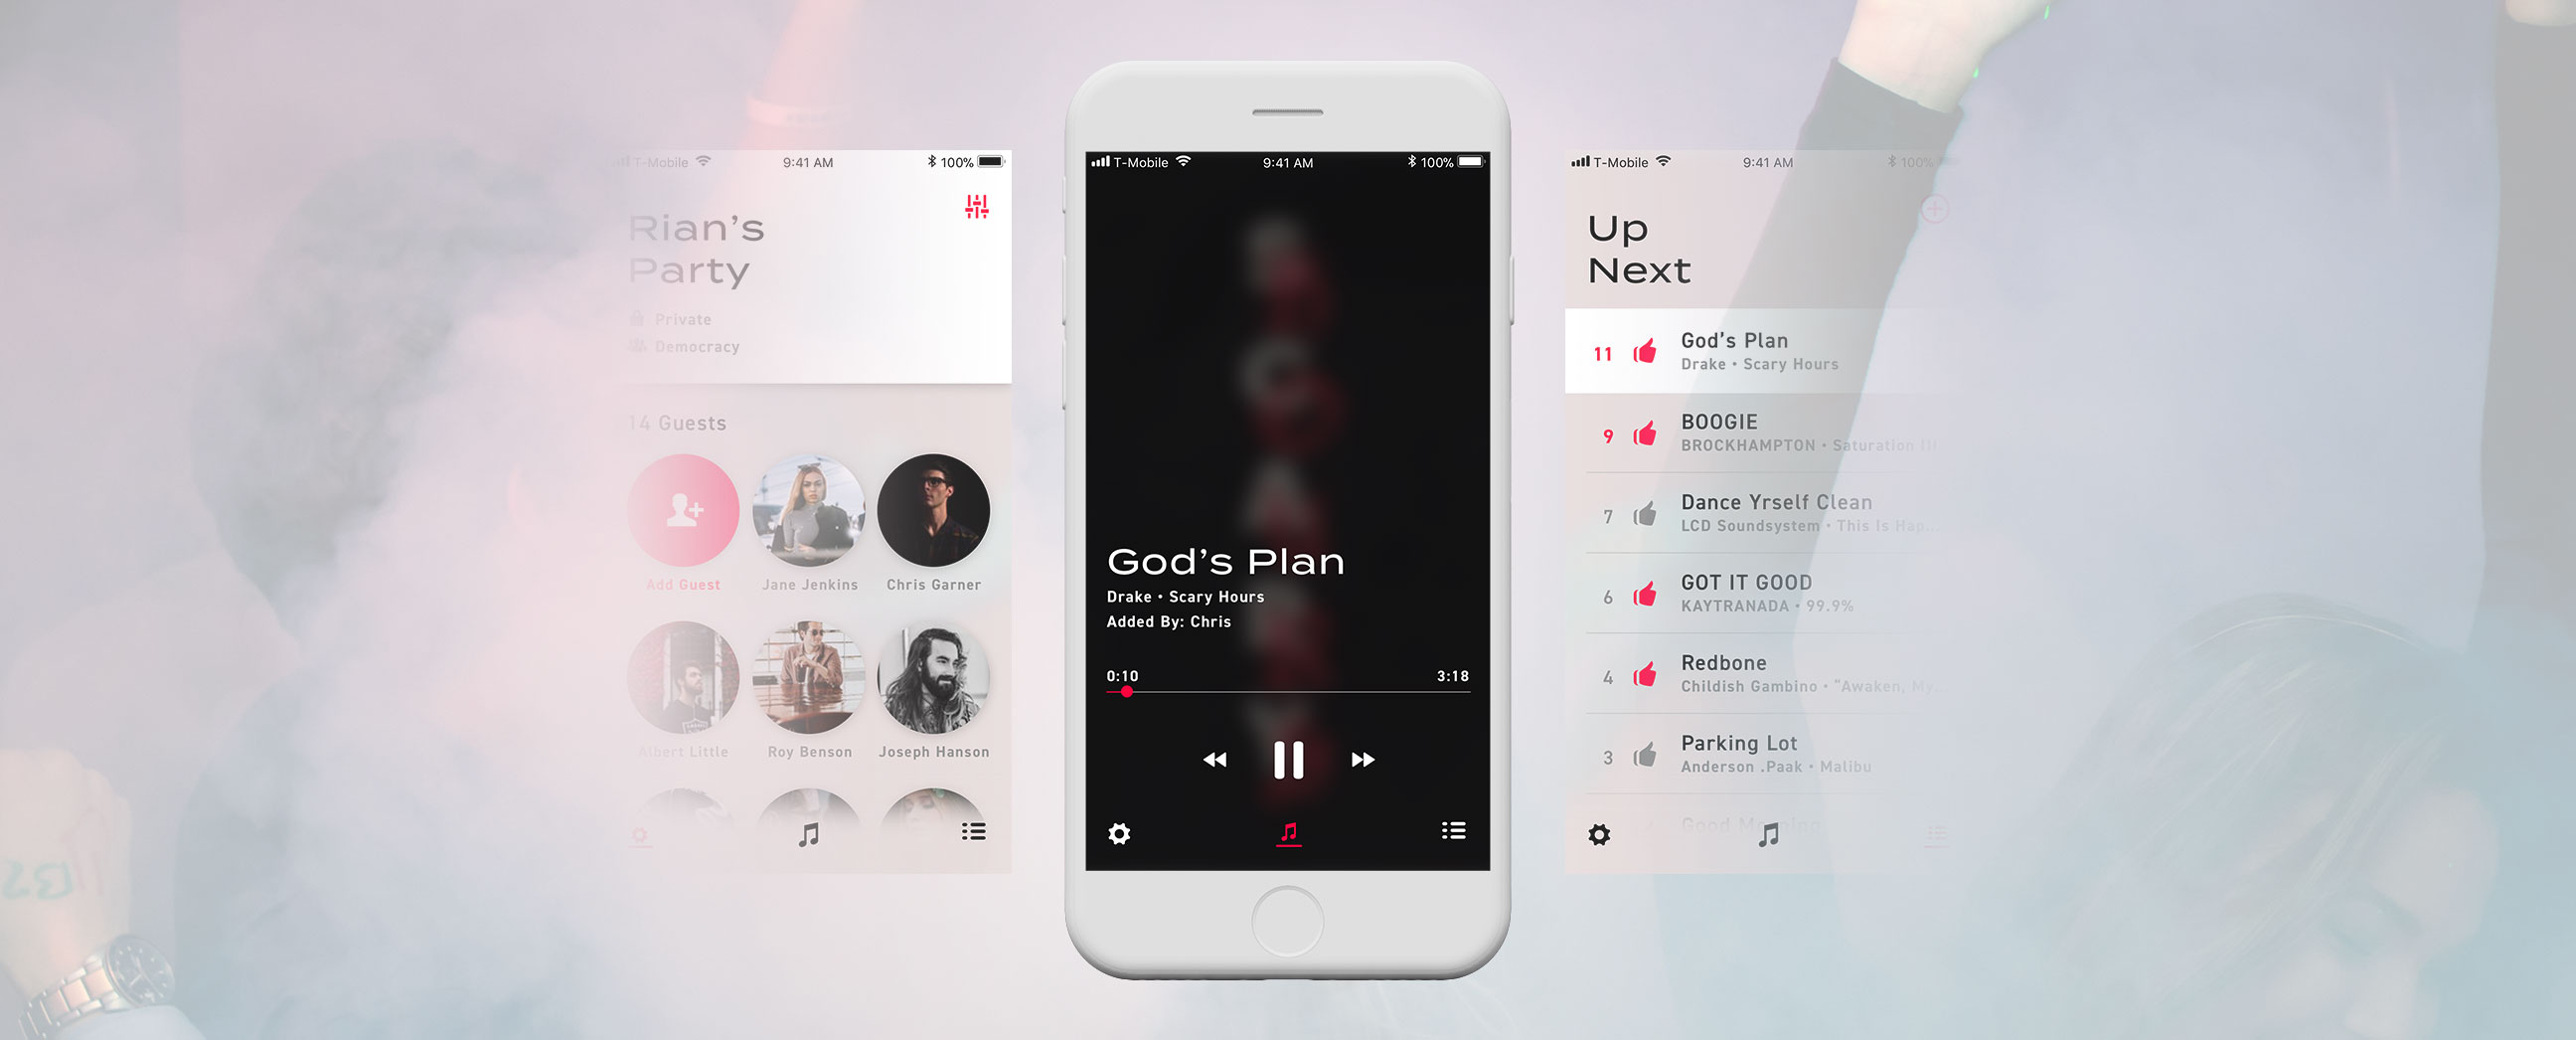 T-Mobile
9:41 AM
100%
Rian's
Party
Private
Democracy
14 Guests
Add Guest
Jane Jenkins
Chris Garner
Albert Little
Roy Benson
Joseph Hanson
T-Mobile
9:41 AM
100%
God's Plan
Drake • Scary Hours
Added By: Chris
0:10
3:18
T-Mobile
9:41 AM
100%
Up
Next
11
God's Plan
Drake • Scary Hours
9
BOOGIE
BROCKHAMPTON • Saturation III
7
Dance Yrself Clean
LCD Soundsystem • This Is Hap...
6
GOT IT GOOD
KAYTRANADA • 99.9%
4
Redbone
Childish Gambino • "Awaken, My...
3
Parking Lot
Anderson .Paak • Malibu
Good Morning